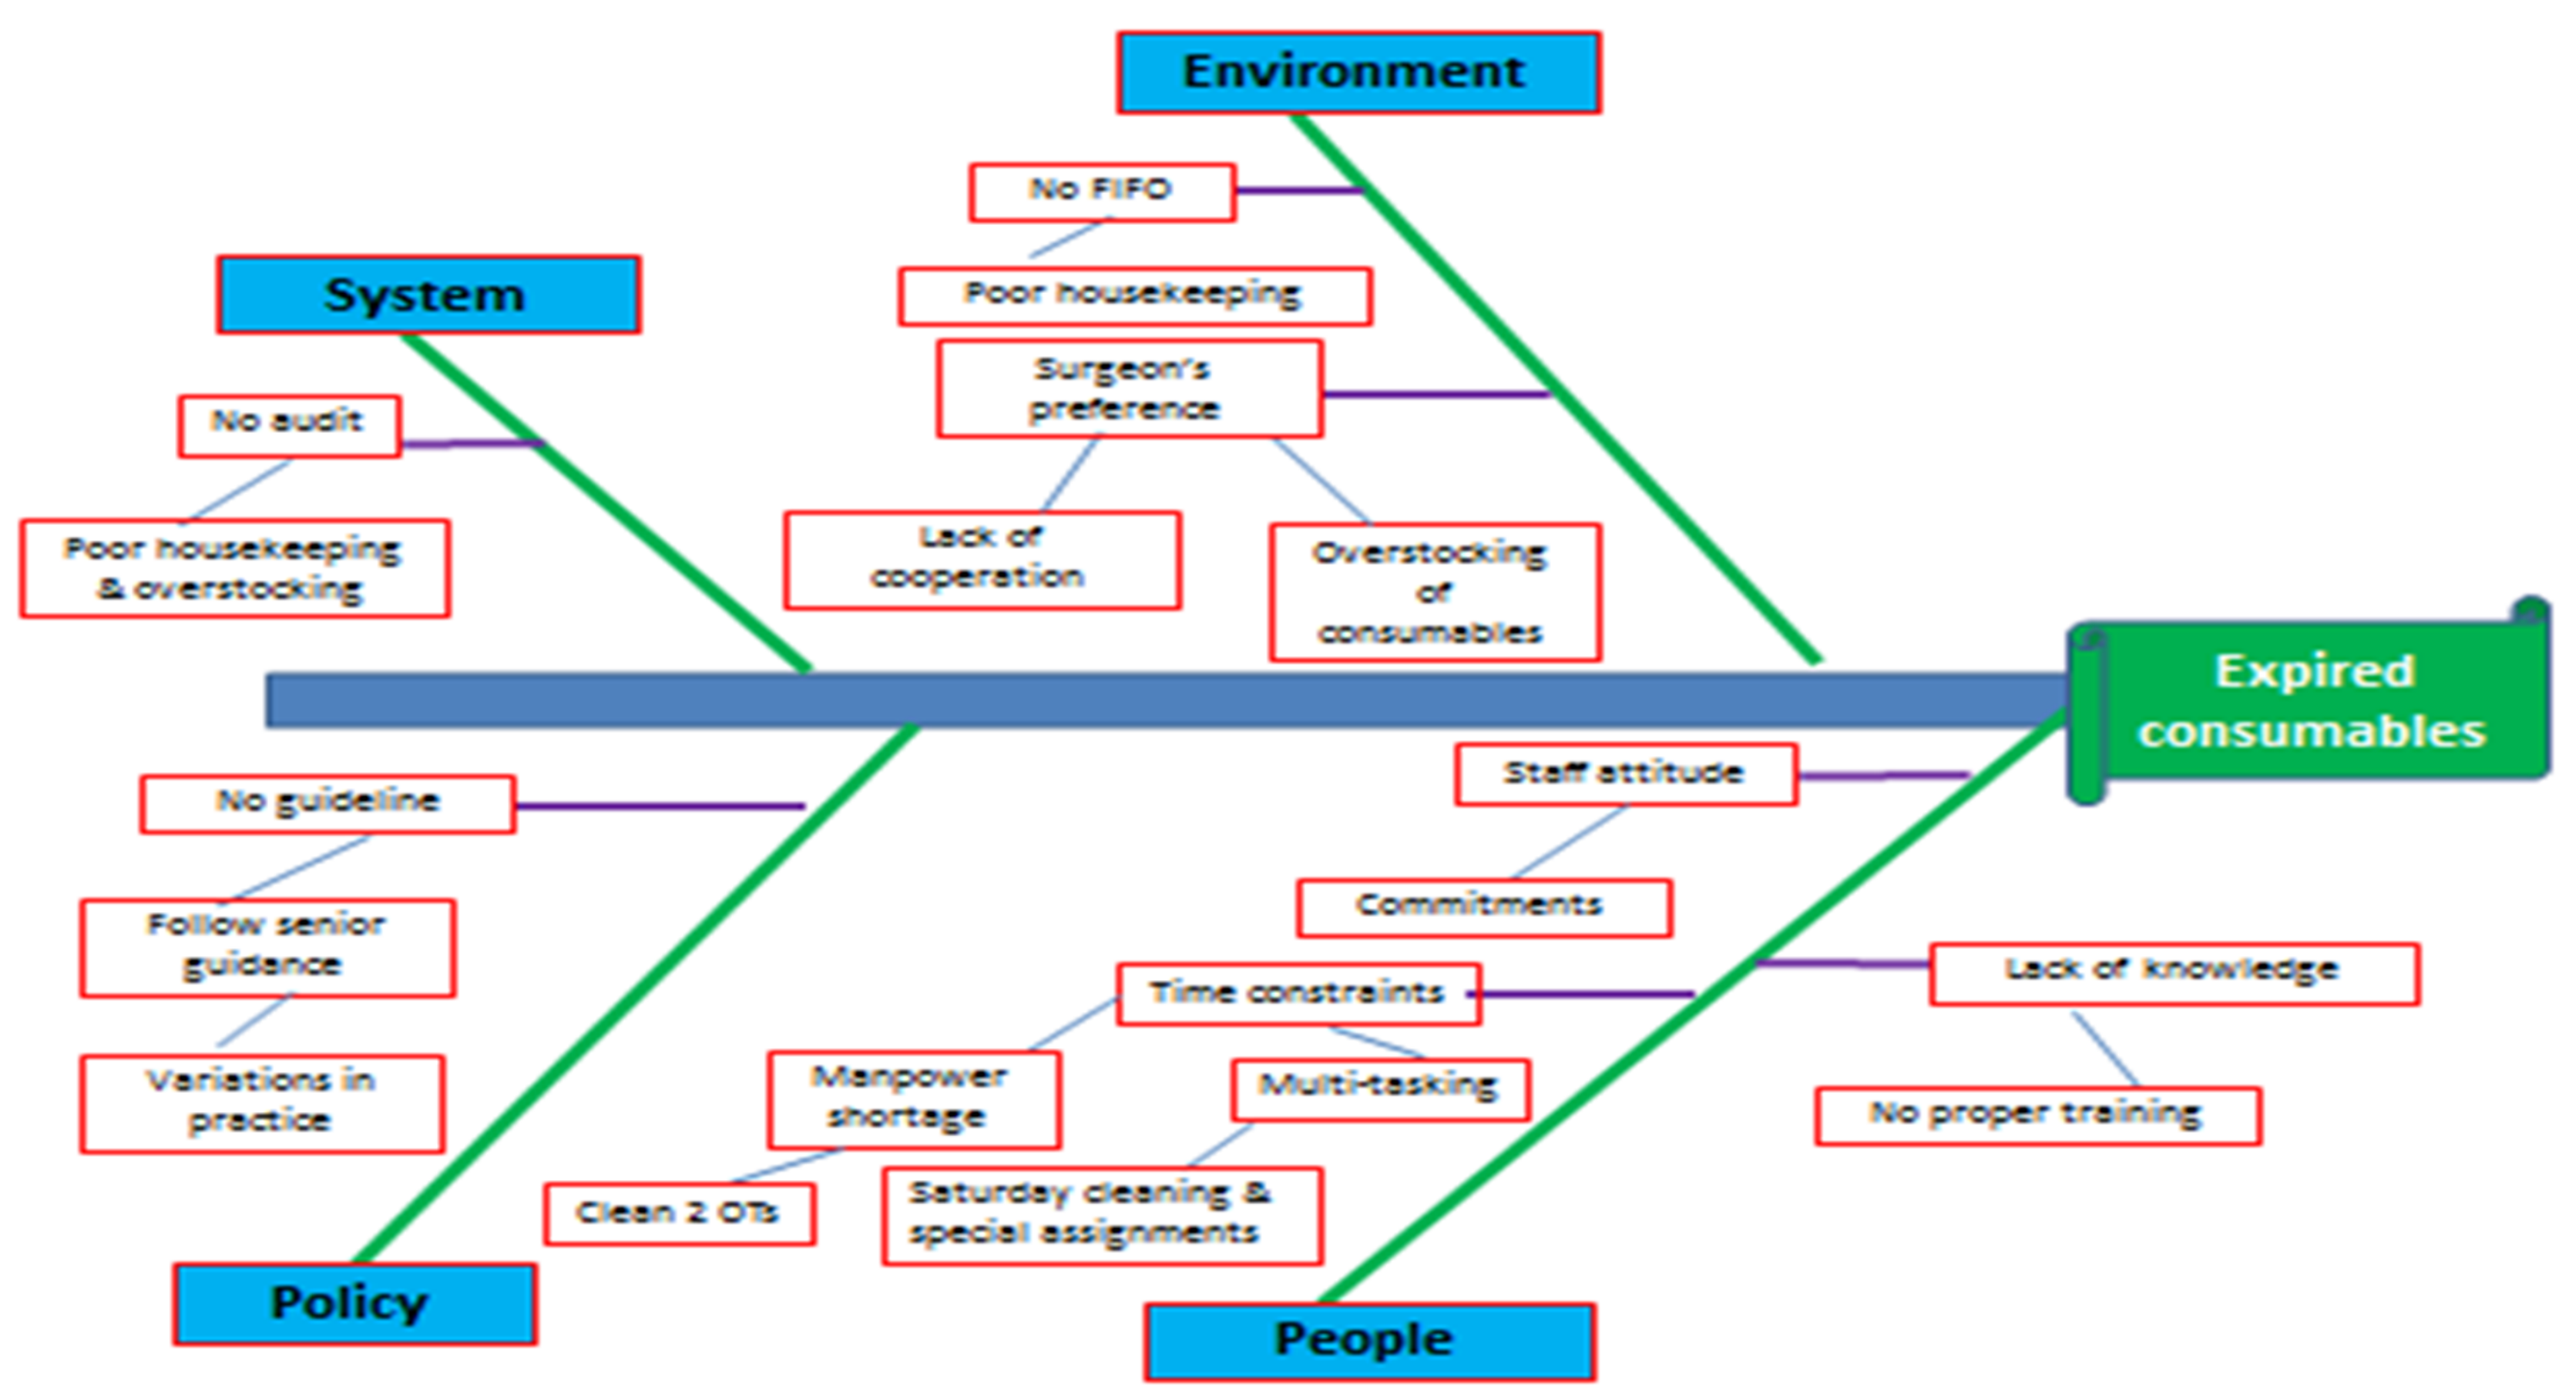 Environment
No FIFO
Poor housekeeping
Surgeon's
preference
Lack of
cooperation
Overstocking
of
consumables
System
No audit
Poor housekeeping
& overstocking
Expired
consumables
No guideline
Follow senior
guidance
Variations in
practice
Policy
Staff attitude
Commitments
Time constraints
Manpower
shortage
Clean 2 OTs
Multi-tasking
Saturday cleaning &
special assignments
Lack of knowledge
No proper training
People